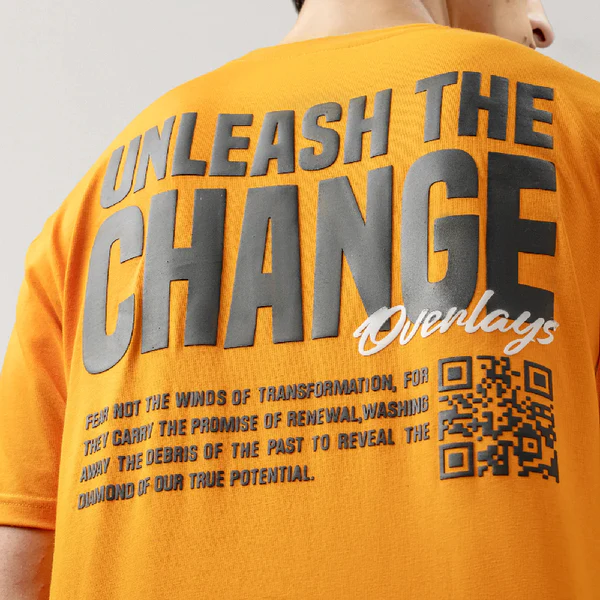 UNLEASH THE
CHANGE
Overlays
FEAR NOT THE WINDS OF TRANSFORMATION, FOR
THEY CARRY THE PROMISE OF RENEWAL,WASHING
AWAY THE DEBRIS OF THE PAST TO REVEAL THE
DIAMOND OF OUR TRUE POTENTIAL.